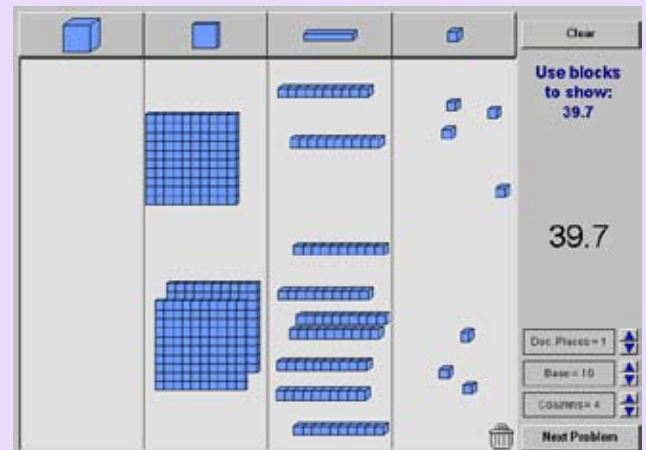 Clear
Use blocks
to show:
39.7
39.7
Dec. Places = 1
Base = 10
Columns = 4
Next Problem